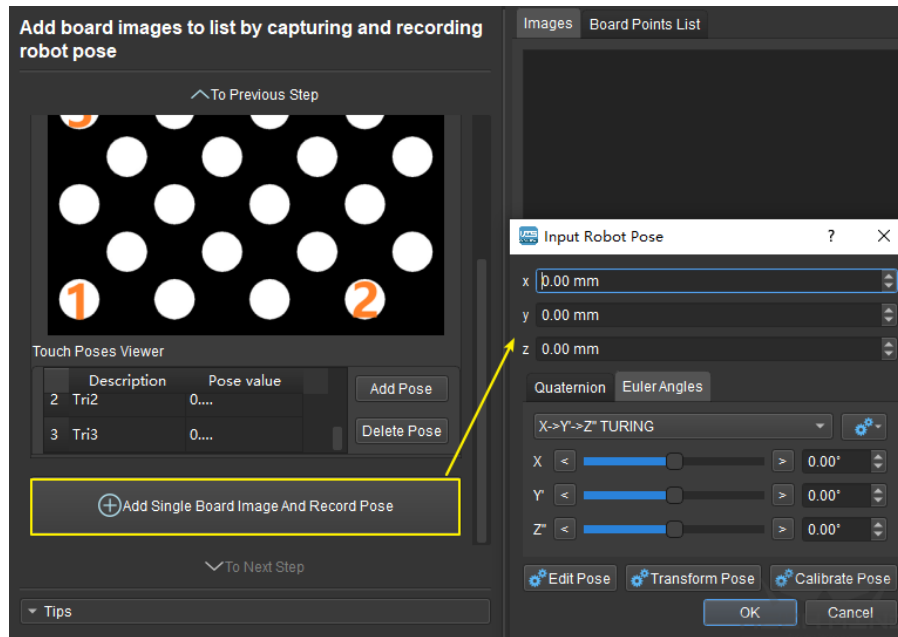 Add board images to list by capturing and recording
robot pose
To Previous Step
1
2
Touch Poses Viewer
Description Pose value
2 Tri2 0....
3 Tri3 0....
Add Pose
Delete Pose
Add Single Board Image And Record Pose
To Next Step
Tips
Images Board Points List
Input Robot Pose ? ×
x 0.00 mm
y 0.00 mm
z 0.00 mm
Quaternion Euler Angles
X->Y'->Z'' TURING
X < > 0.00°
Y' < > 0.00°
Z'' < > 0.00°
Edit Pose Transform Pose Calibrate Pose
OK Cancel